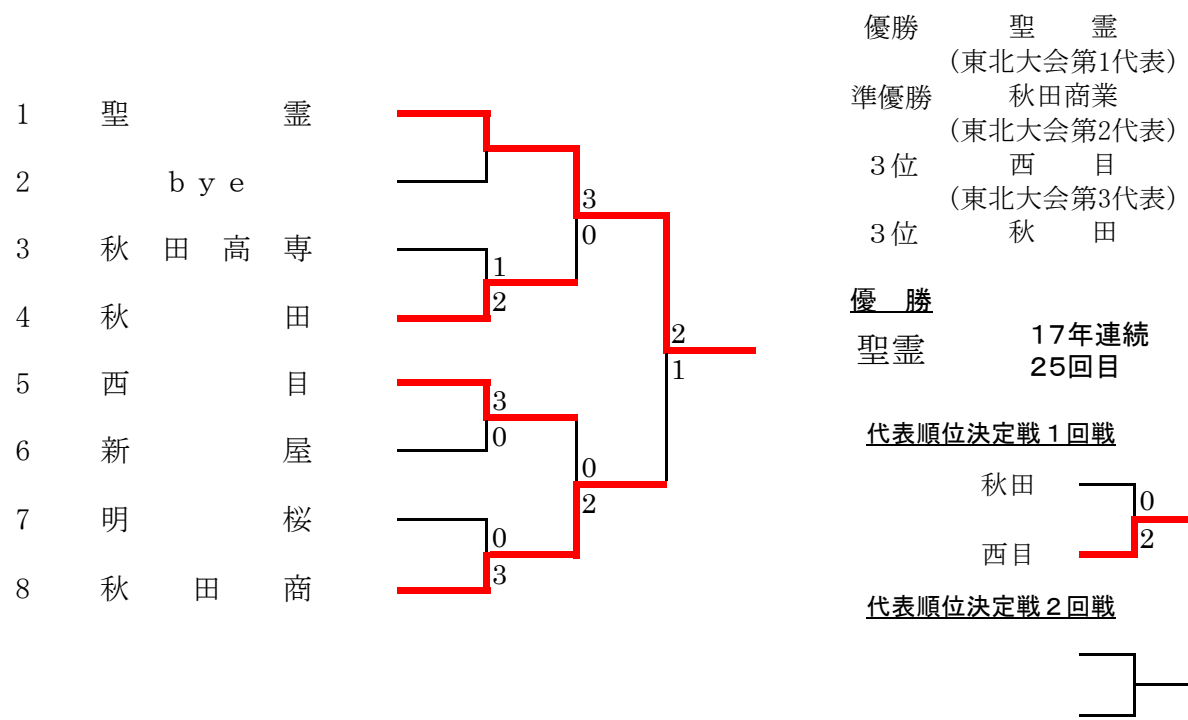 1 聖 霊
2 ｂｙｅ
3 秋田高専
4 秋 田
5 西 目
6 新 屋
7 明 桜
8 秋田商
3
0
1
2
2
1
3
0
0
2
0
3
優勝 聖 霊
(東北大会第1代表)
準優勝 秋田商業
(東北大会第2代表)
３位 西 目
(東北大会第3代表)
３位 秋 田
優　勝
聖霊 17年連続
25回目
代表順位決定戦１回戦
秋田 0
西目 2
代表順位決定戦２回戦